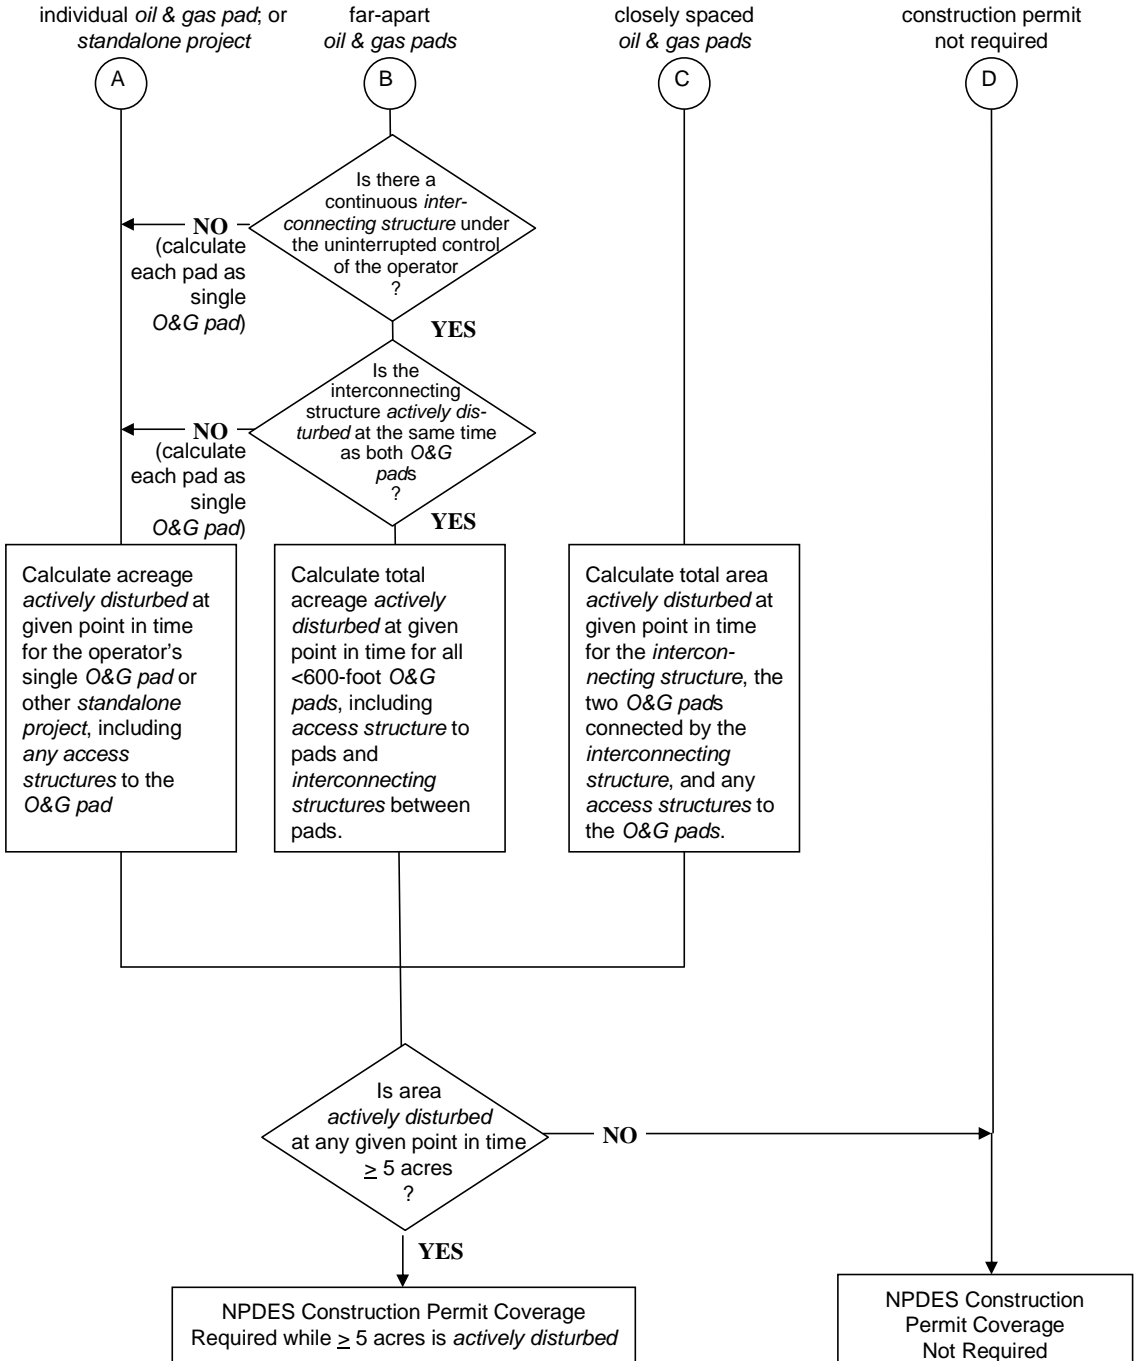 individual oil & gas pad; or
standalone project
far-apart
oil & gas pads
closely spaced
oil & gas pads
construction permit
not required
A
B
C
D
Is there a
continuous inter-
connecting structure under
the uninterrupted control
of the operator
?
NO
(calculate
each pad as
single
O&G pad)
YES
Is the
interconnecting
structure actively dis-
turbed at the same time
as both O&G
pads
?
NO
(calculate
each pad as
single
O&G pad)
YES
Calculate acreage
actively disturbed at
given point in time
for the operator’s
single O&G pad or
other standalone
project, including
any access
structures to the
O&G pad
Calculate total
acreage actively
disturbed at given
point in time for all
<600-foot O&G
pads, including
access structure to
pads and
interconnecting
structures between
pads.
Calculate total area
actively disturbed at
given point in time
for the intercon-
necting structure, the
two O&G pads
connected by the
interconnecting
structure, and any
access structures to
the O&G pads.
Is area
actively disturbed
at any given point in time
≥ 5 acres
?
NO
YES
NPDES Construction Permit Coverage
Required while ≥ 5 acres is actively disturbed
NPDES Construction
Permit Coverage
Not Required